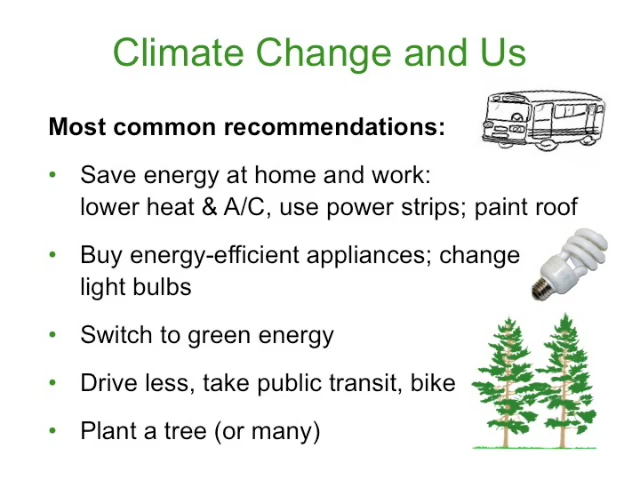 Climate Change and Us
Most common recommendations:
• Save energy at home and work:
lower heat & A/C, use power strips; paint roof
• Buy energy-efficient appliances; change
light bulbs
• Switch to green energy
• Drive less, take public transit, bike
• Plant a tree (or many)